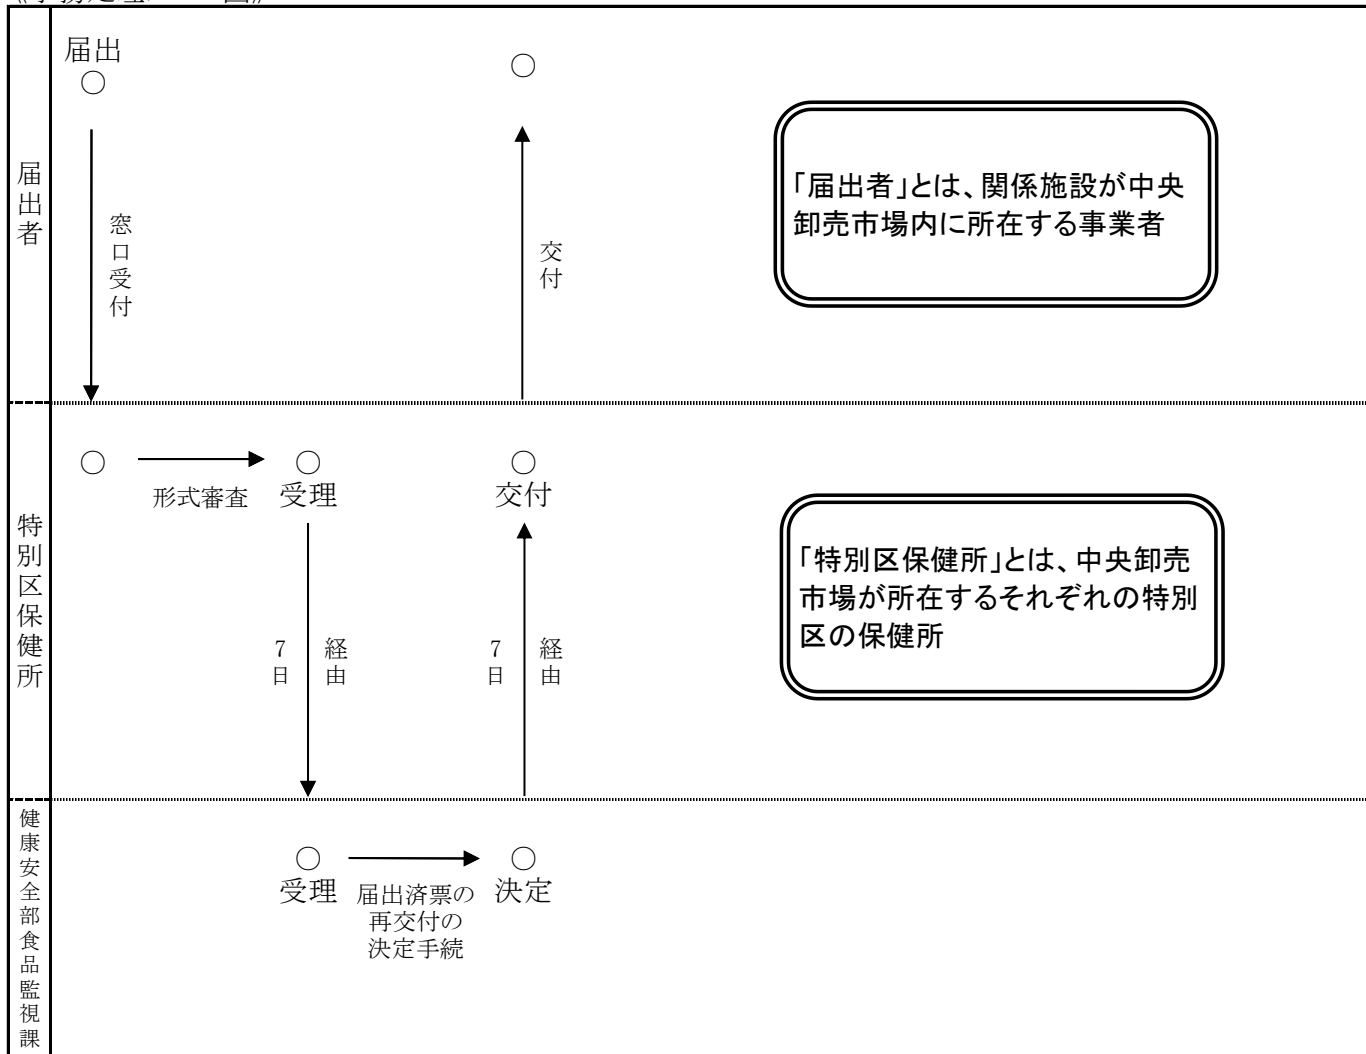 届出
届出者
窓口受付
交付
「届出者」とは、関係施設が中央
卸売市場内に所在する事業者
特別区保健所
形式審査
受理
交付
7日
経由
7日
経由
「特別区保健所」とは、中央卸売
市場が所在するそれぞれの特別
区の保健所
健康安全部食品監視課
受理
届出済票の
再交付の
決定手続
決定